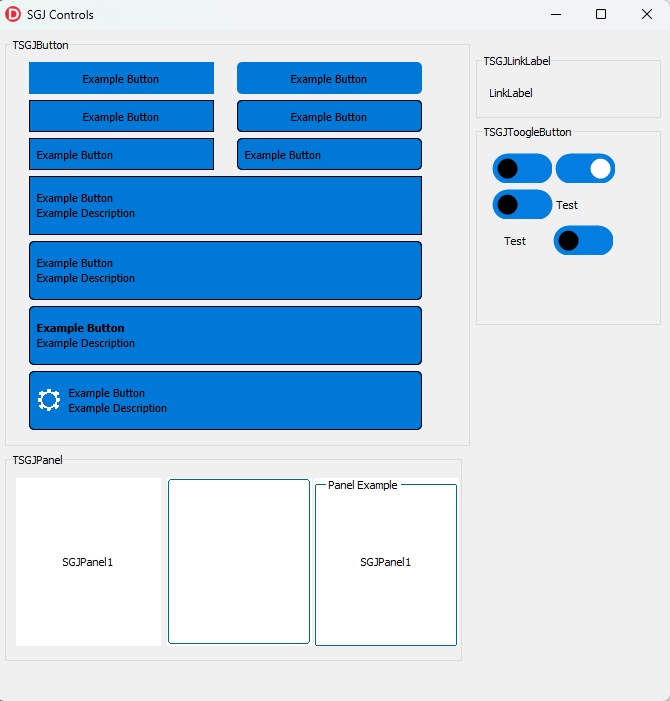 D SGJ Controls
TSGJButton
Example Button
Example Button
Example Button
Example Button
Example Button
Example Button
Example Button
Example Description
Example Button
Example Description
Example Button
Example Description
Example Button
Example Description
TSGJLinkLabel
LinkLabel
TSGJToogleButton
Test
Test
TSGJPanel
SGJPanel1
Panel Example
SGJPanel1